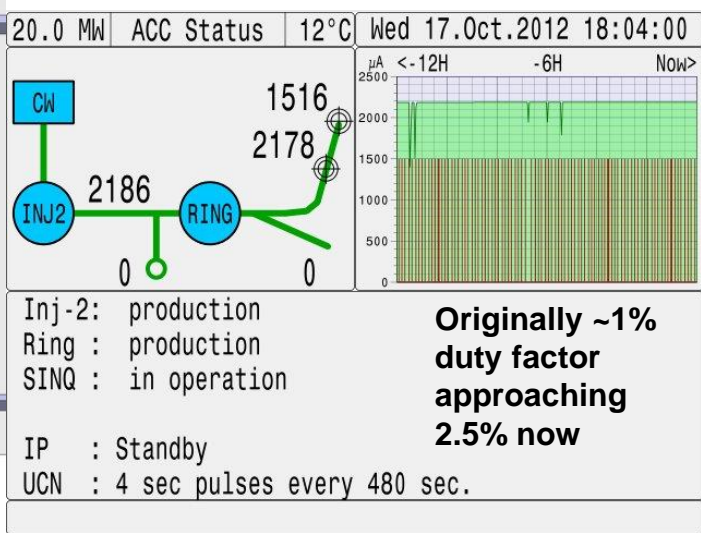 20.0 MW ACC Status 12°C Wed 17.Oct.2012 18:04:00
CW
1516
2178
INJ2
2186
RING
0
0
µA <-12H -6H Now>
2500
2000
1500
1000
500
0
Inj-2: production
Ring : production
SINQ : in operation
IP : Standby
UCN : 4 sec pulses every 480 sec.
Originally ~1%
duty factor
approaching
2.5% now